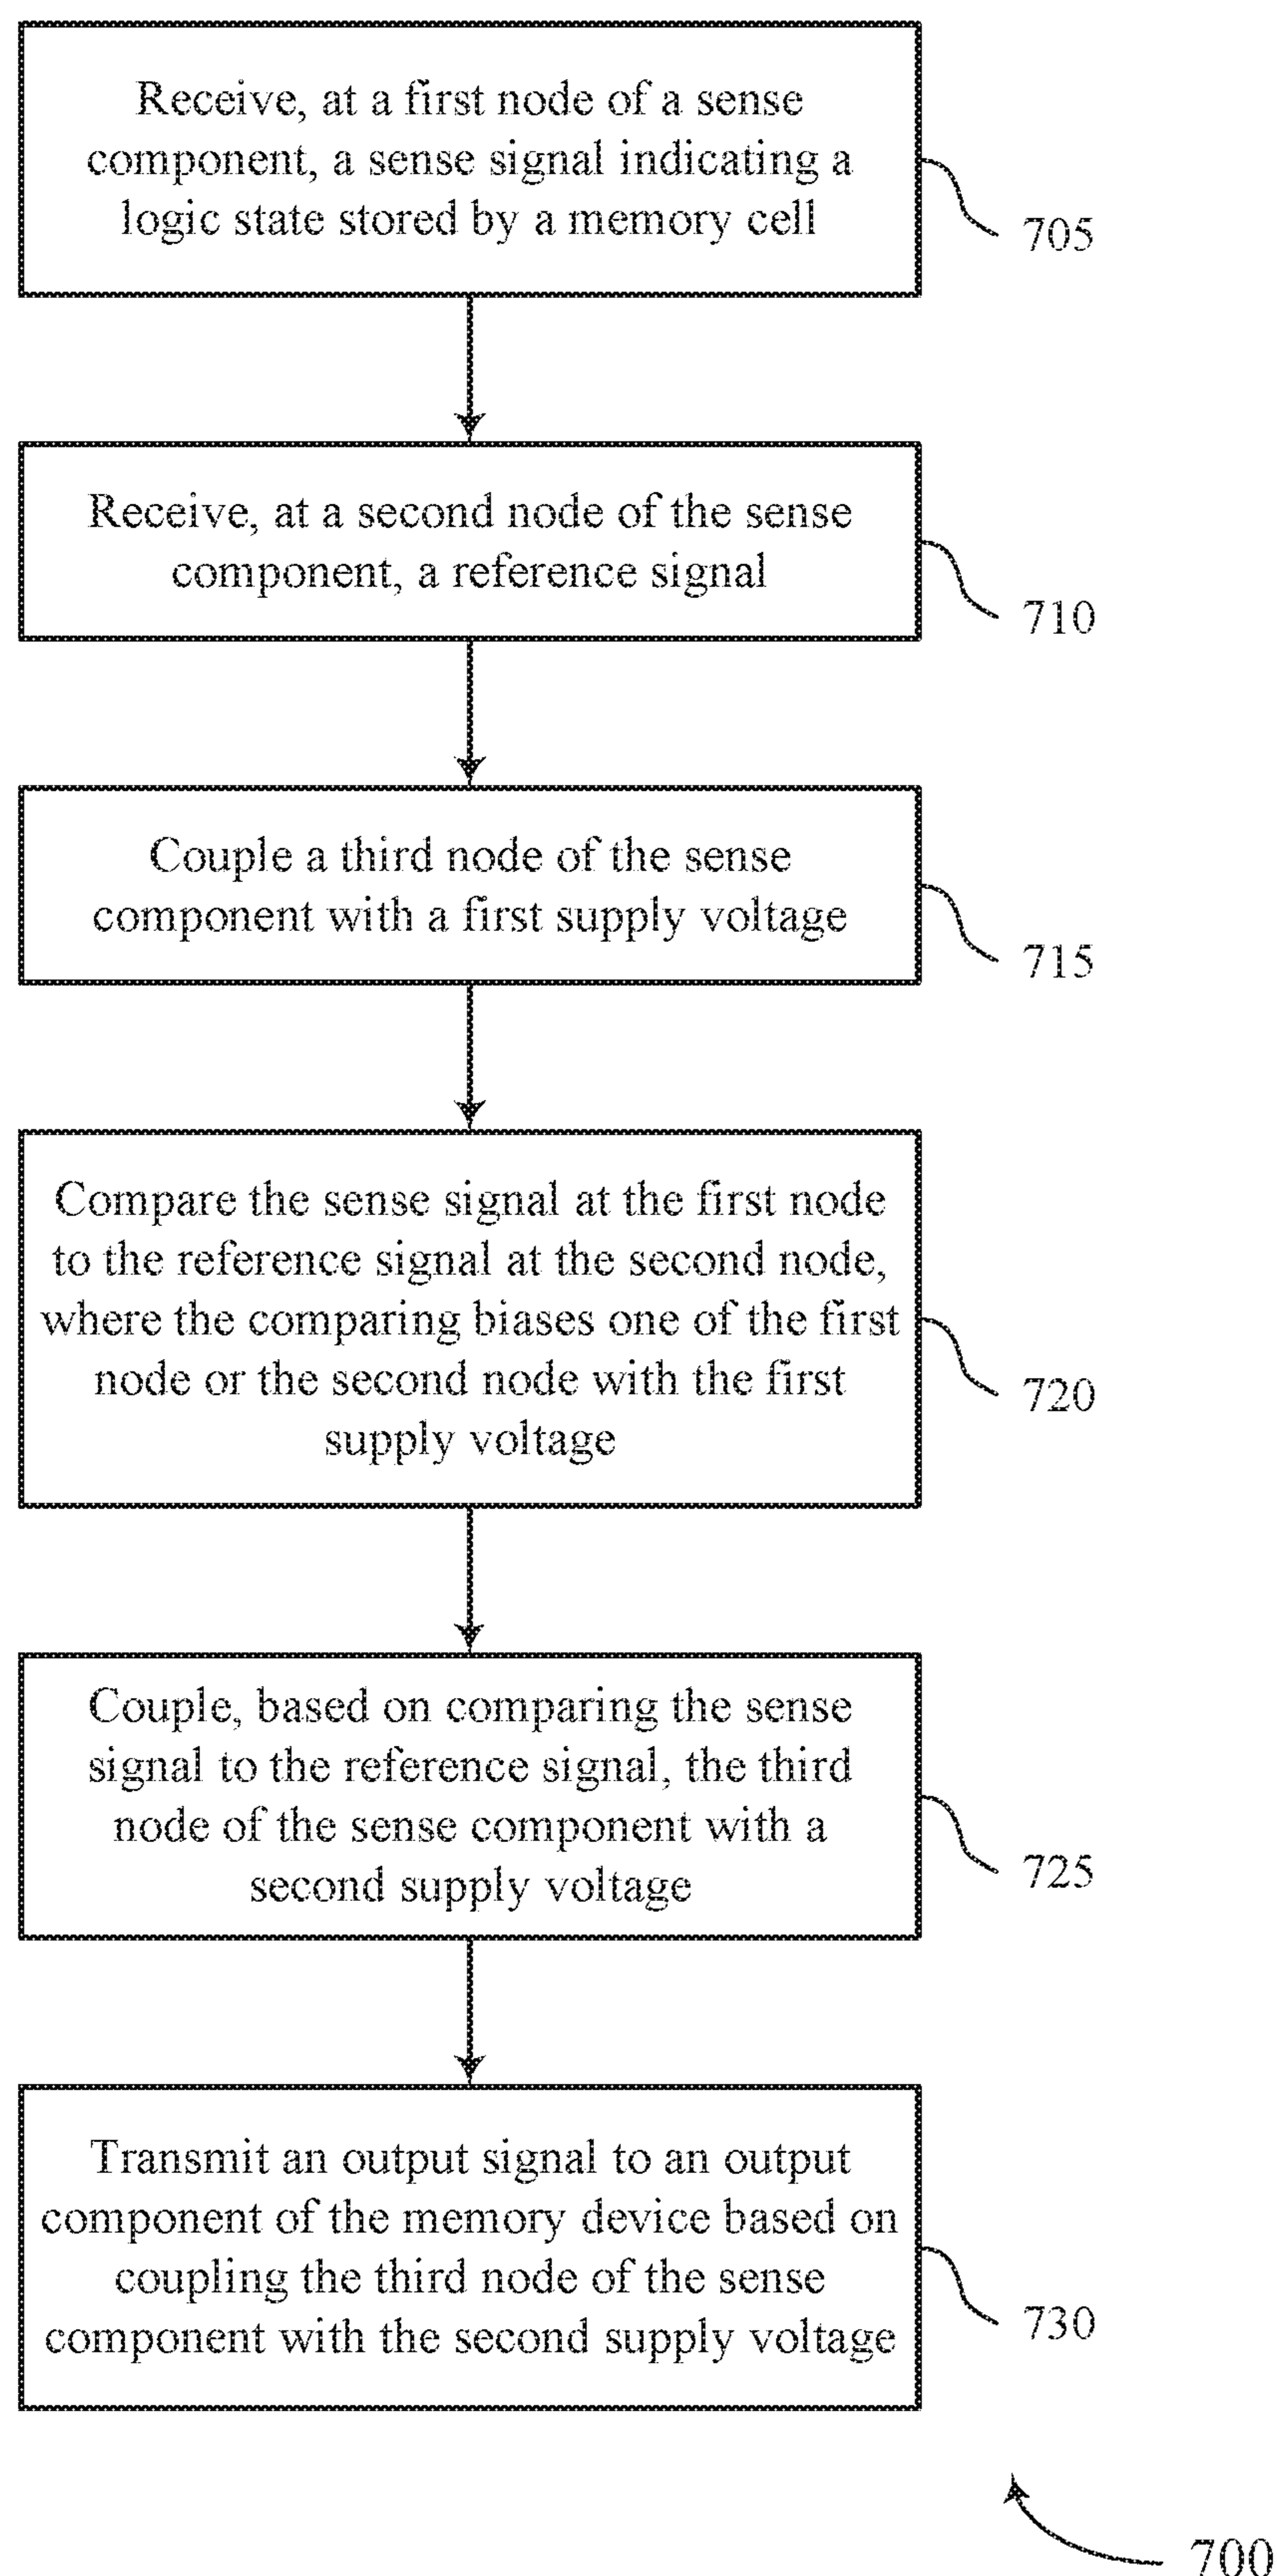 Receive, at a first node of a sense
component, a sense signal indicating a
logic state stored by a memory cell
705
Receive, at a second node of the sense
component, a reference signal
710
Couple a third node of the sense
component with a first supply voltage
715
Compare the sense signal at the first node
to the reference signal at the second node,
where the comparing biases one of the first
node or the second node with the first
supply voltage
720
Couple, based on comparing the sense
signal to the reference signal, the third
node of the sense component with a
second supply voltage
725
Transmit an output signal to an output
component of the memory device based on
coupling the third node of the sense
component with the second supply voltage
730
700